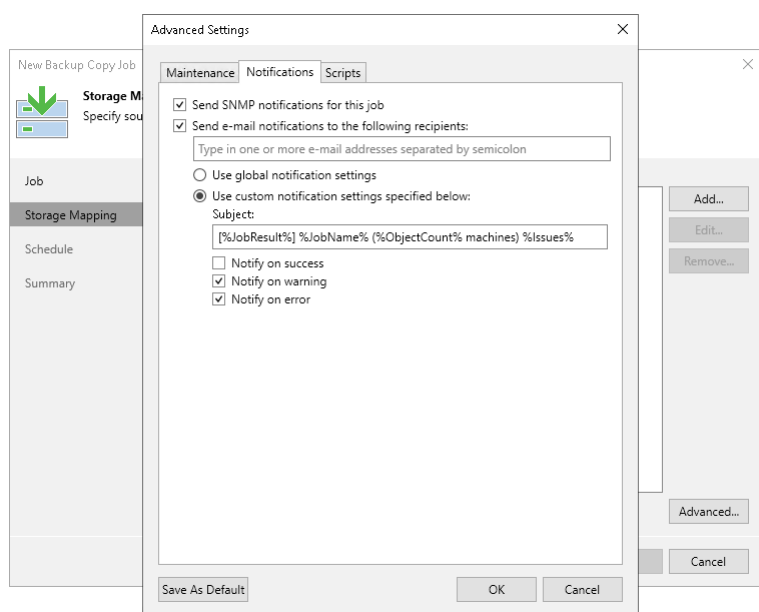 Advanced Settings
New Backup Copy Job
Storage M
Specify sou
Job
Storage Mapping
Schedule
Summary
Maintenance Notifications Scripts
Send SNMP notifications for this job
Send e-mail notifications to the following recipients:
Type in one or more e-mail addresses separated by semicolon
Use global notification settings
Use custom notification settings specified below:
Subject:
[%JobResult%] %JobName% (%ObjectCount% machines) %Issues%
Notify on success
Notify on warning
Notify on error
Save As Default OK Cancel
Add...
Edit...
Remove...
Advanced...
Cancel